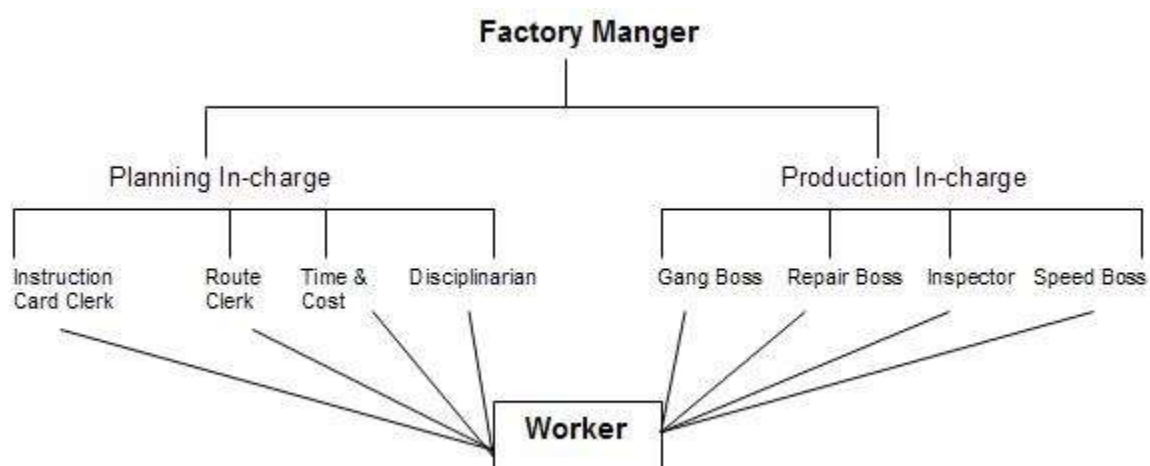 Factory Manger
Planning In-charge
Production In-charge
Instruction
Card Clerk
Route
Clerk
Time &
Cost
Disciplinarian
Gang Boss
Repair Boss
Inspector
Speed Boss
Worker